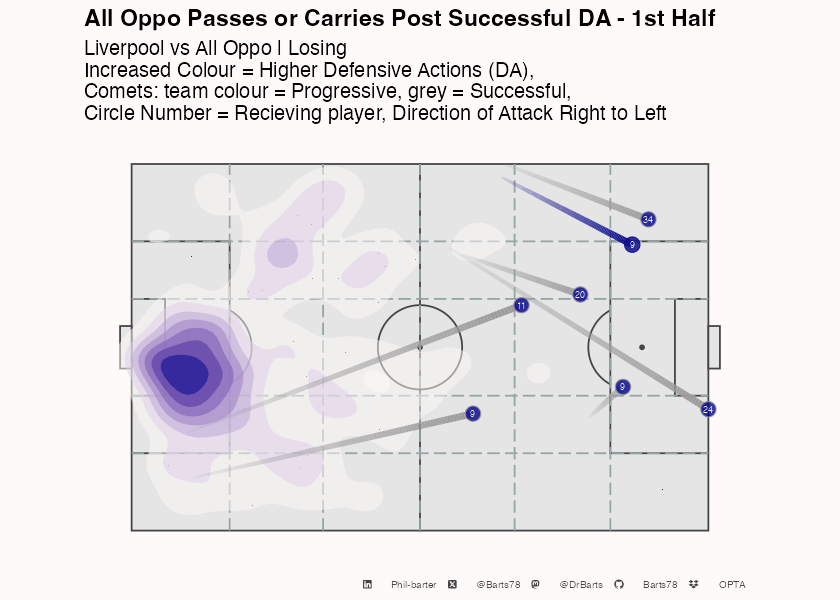 All Oppo Passes or Carries Post Successful DA - 1st Half
Liverpool vs All Oppo | Losing
Increased Colour = Higher Defensive Actions (DA),
Comets: team colour = Progressive, grey = Successful,
Circle Number = Recieving player, Direction of Attack Right to Left
34
9
20
11
9
24
9
Phil-barter @Barts78 @DrBarts Barts78 OPTA